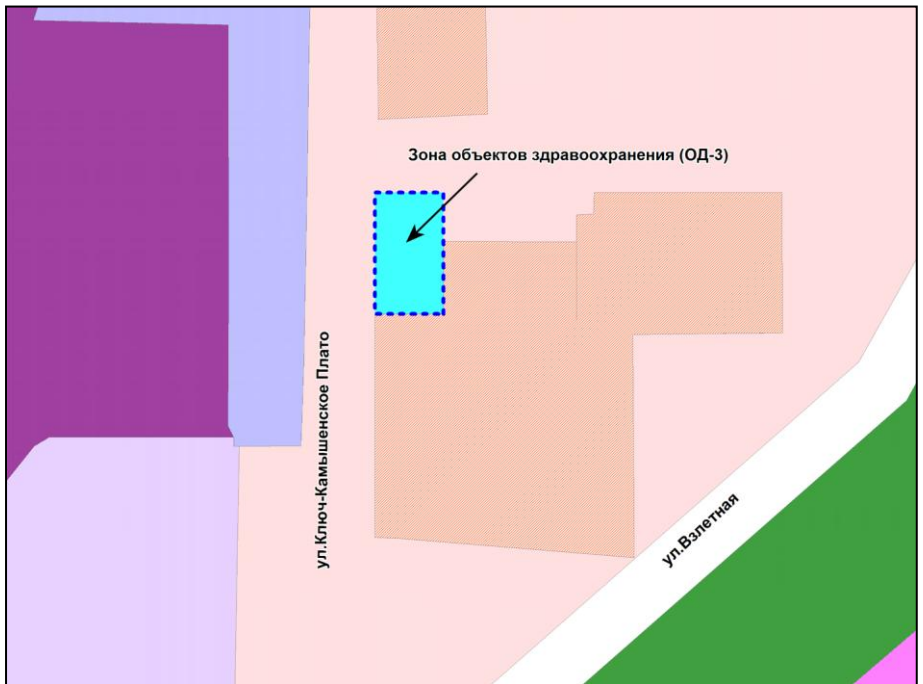 Зона объектов здравоохранения (ОД-3)
ул.Ключ-Камышенское Плато
ул.Взлетная